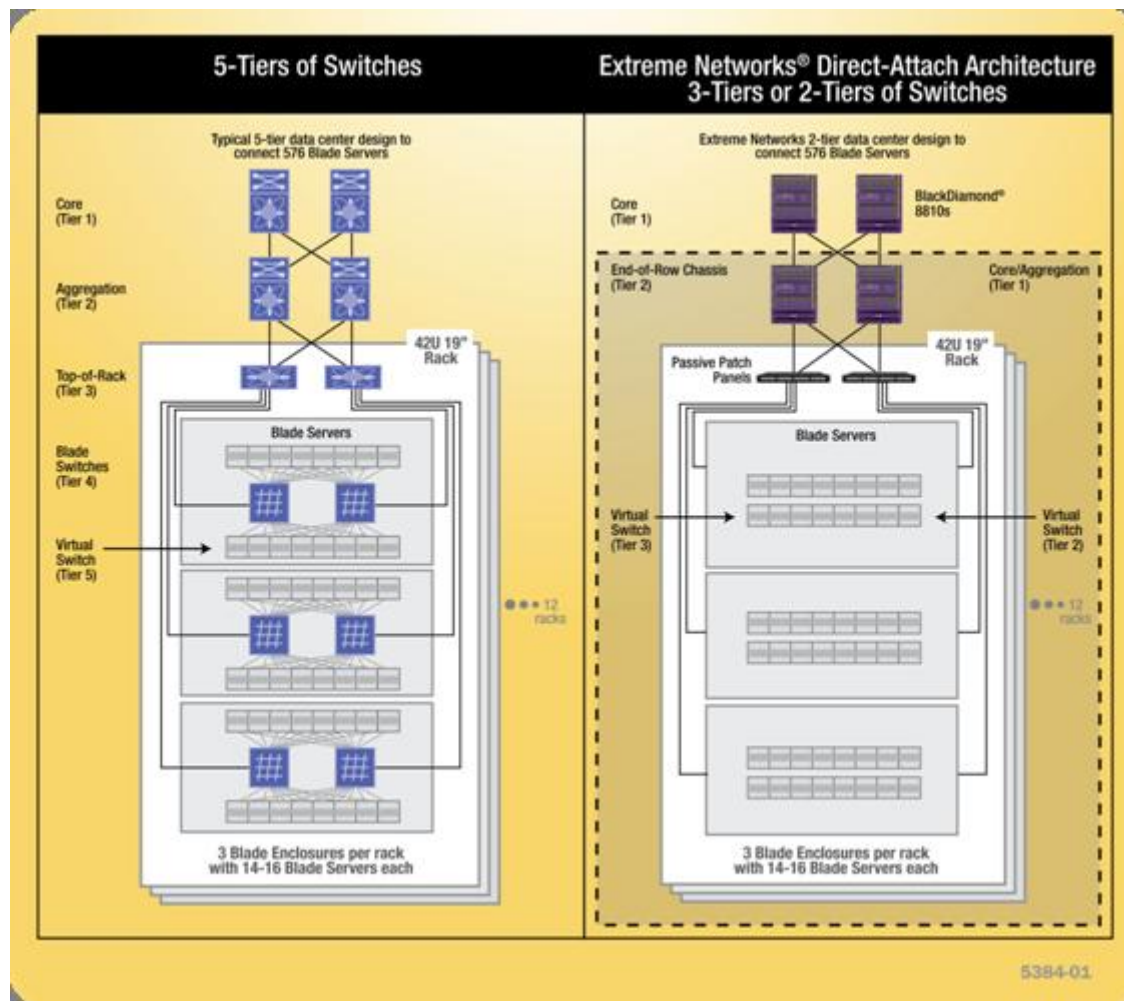 5-Tiers of Switches
Extreme Networks® Direct-Attach Architecture
3-Tiers or 2-Tiers of Switches
Typical 5-tier data center design to
connect 576 Blade Servers
Core
(Tier 1)
Aggregation
(Tier 2)
42U 19"
Rack
Top-of-Rack
(Tier 3)
Blade Servers
Blade
Switches
(Tier 4)
Virtual
Switch
(Tier 5)
12
racks
3 Blade Enclosures per rack
with 14-16 Blade Servers each
Extreme Networks 2-tier data center design to
connect 576 Blade Servers
Core
(Tier 1)
BlackDiamond®
8810s
End-of-Row Chassis
(Tier 2)
Core/Aggregation
(Tier 1)
42U 19"
Rack
Passive Patch
Panels
Blade Servers
Virtual
Switch
(Tier 3)
Virtual
Switch
(Tier 2)
12
racks
3 Blade Enclosures per rack
with 14-16 Blade Servers each
5384-01